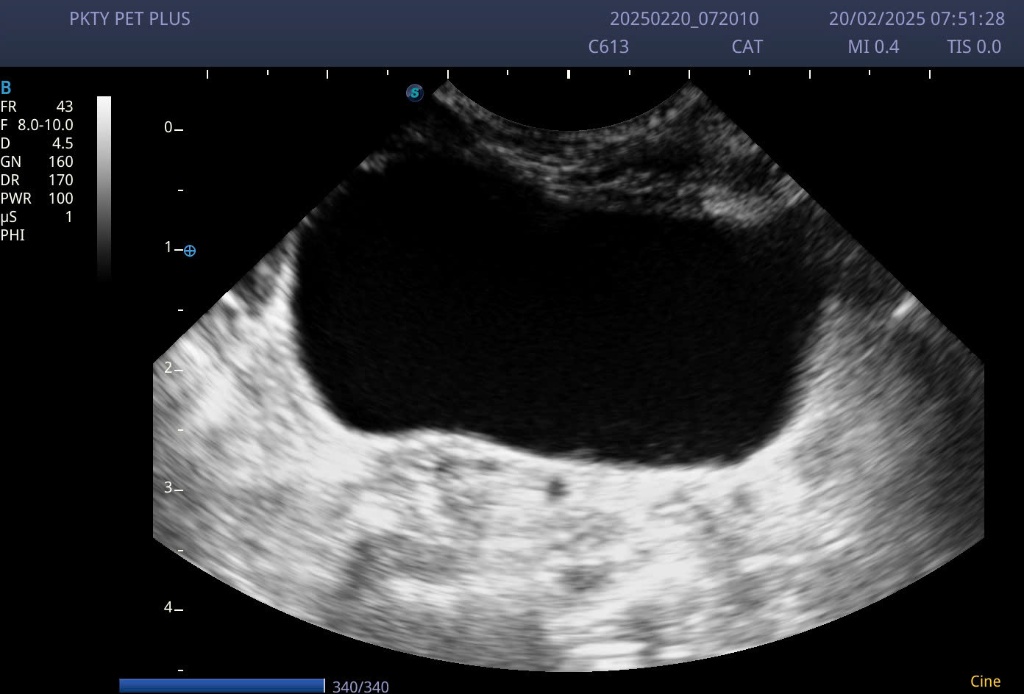 PKTY PET PLUS
20250220_072010
20/02/2025 07:51:28
C613
CAT
MI 0.4
TIS 0.0
B
S
FR 43
F 8.0-10.0
D 4.5
GN 160
DR 170
PWR 100
µS 1
PHI
0
1
2
3
4
340/340
Cine